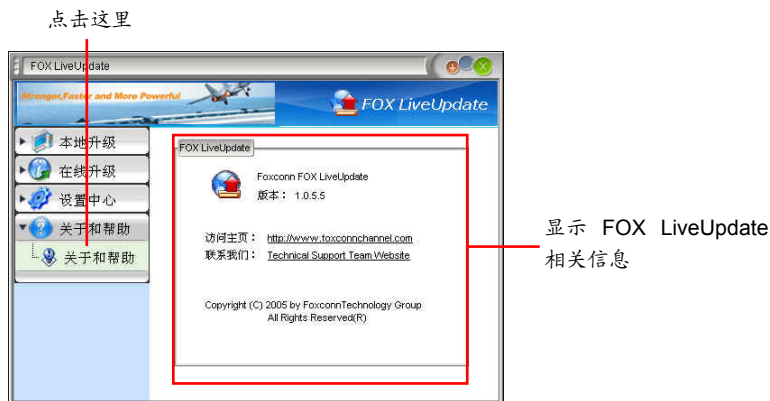 点击这里
FOX LiveUpdate
Stronger,Faster and More Powerful
FOX LiveUpdate
本地升级
在线升级
设置中心
关于和帮助
关于和帮助
FOX LiveUpdate
Foxconn FOX LiveUpdate
版本： 1.0.5.5
访问主页： http://www.foxconnchannel.com
联系我们： Technical Support Team Website
Copyright (C) 2005 by FoxconnTechnology Group
All Rights Reserved(R)
显示 FOX LiveUpdate
相关信息